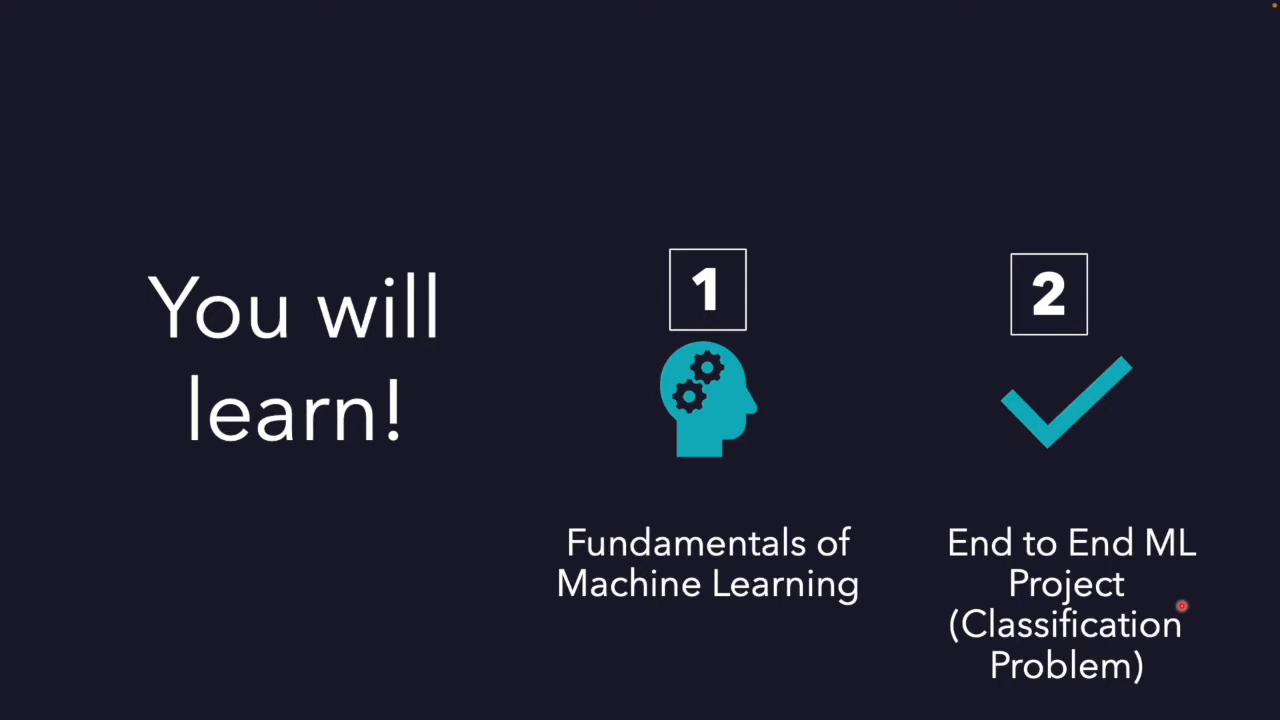 You will
learn!
1
Fundamentals of
Machine Learning
2
End to End ML
Project
(Classification
Problem)